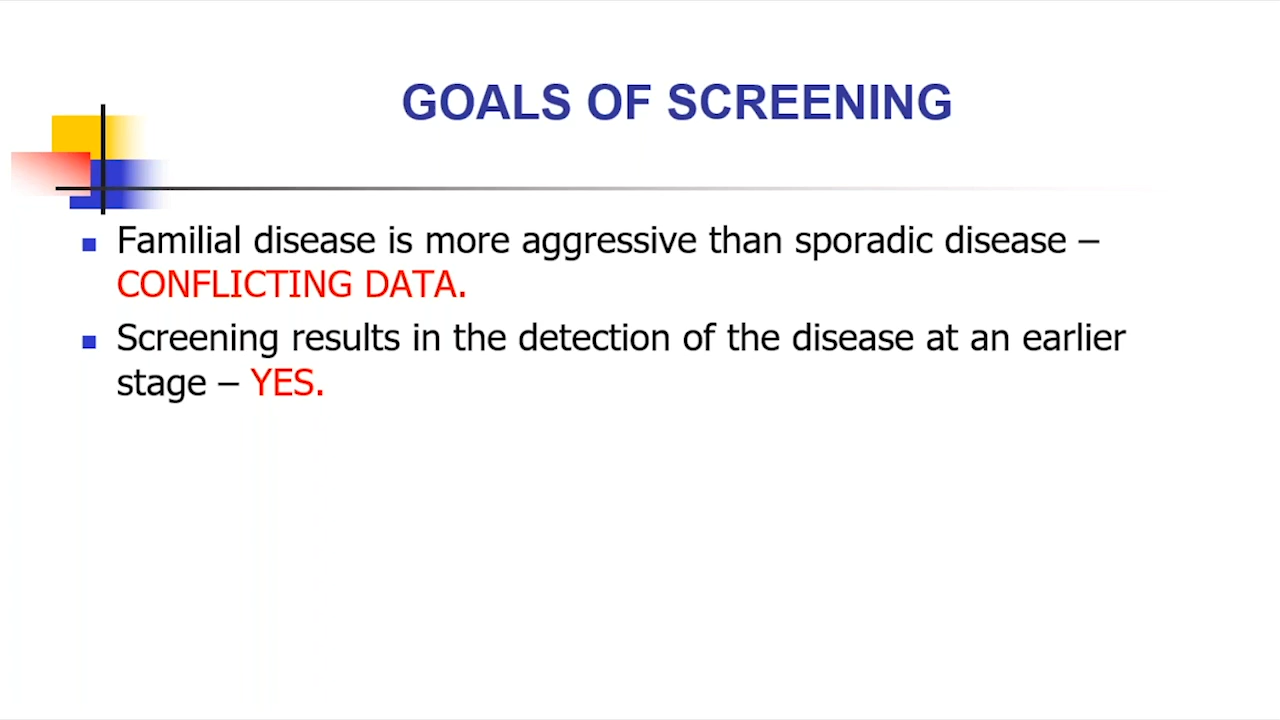 GOALS OF SCREENING
Familial disease is more aggressive than sporadic disease –
CONFLICTING DATA.
Screening results in the detection of the disease at an earlier
stage – YES.